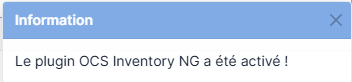 Information
Le plugin OCS Inventory NG a été activé !